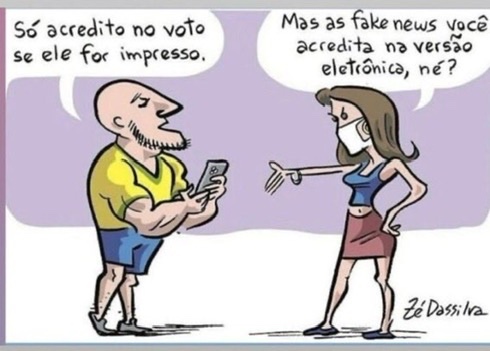 Só acredito no voto
se ele for impresso.
Mas as fake news você
acredita na versão
eletrônica, né?
Zé Dassilva